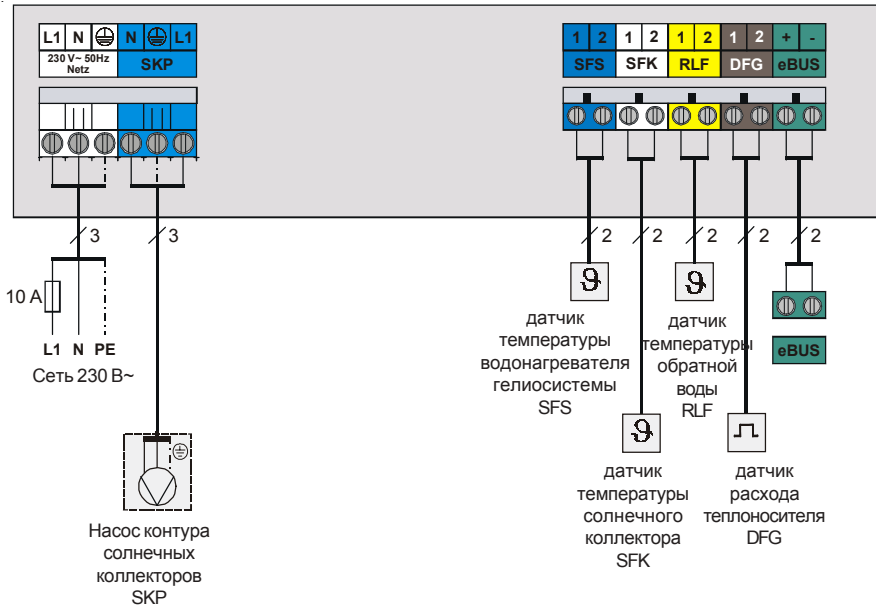 L1 N N L1
230 V~ 50Hz
Netz
SKP
1 2 1 2 1 2 1 2 + -
SFS SFK RLF DFG eBUS
3 3 2 2 2 2 2
10 A
L1 N PE
Сеть 230 В~
датчик
температуры
водонагревателя
гелиосистемы
SFS
датчик
температуры
обратной
воды
RLF
eBUS
Насос контура
солнечных
коллекторов
SKP
датчик
температуры
солнечного
коллектора
SFK
датчик
расхода
теплоносителя
DFG